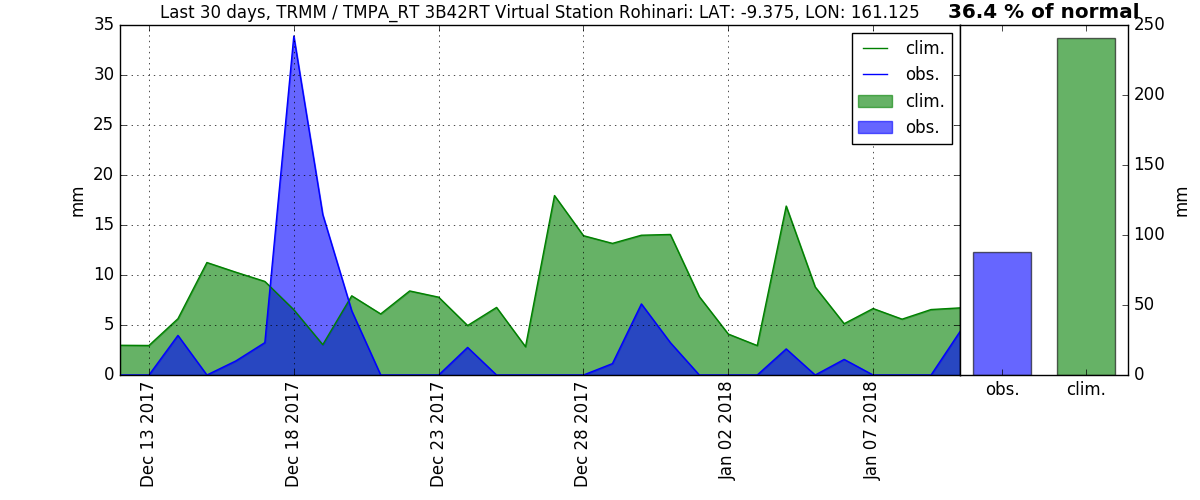 Last 30 days, TRMM / TMPA_RT 3B42RT Virtual Station Rohinari: LAT: -9.375, LON: 161.125
36.4 % of normal
35
30
25
20
15
10
5
0
mm
clim.
obs.
clim.
obs.
Dec 13 2017
Dec 18 2017
Dec 23 2017
Dec 28 2017
Jan 02 2018
Jan 07 2018
250
200
150
100
50
0
mm
obs.
clim.